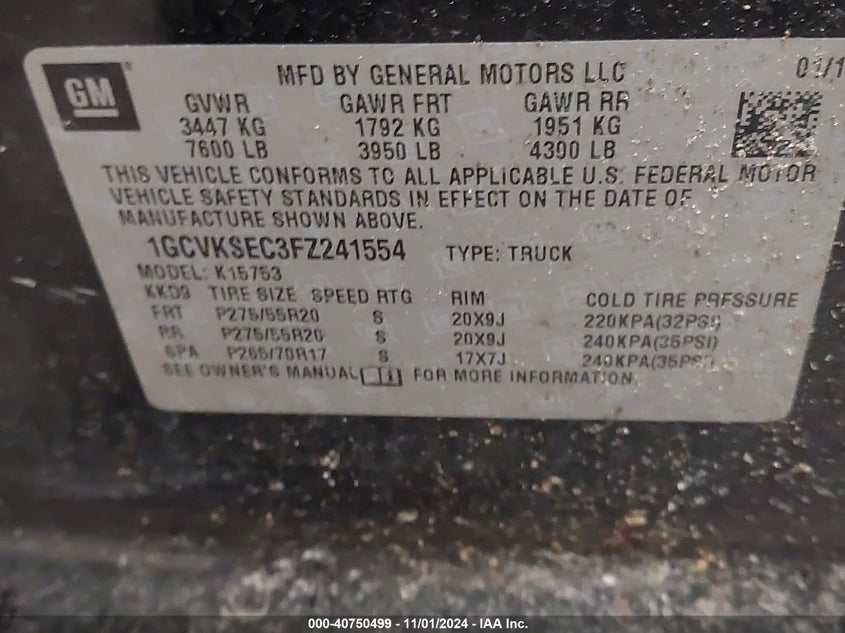 GM® MFD BY GENERAL MOTORS LLC 01/1
GVWR GAWR FRT GAWR RR
3447 KG 1792 KG 1951 KG
7600 LB 3950 LB 4300 LB
THIS VEHICLE CONFORMS TO ALL APPLICABLE U.S. FEDERAL MOTOR
VEHICLE SAFETY STANDARDS IN EFFECT ON THE DATE OF
MANUFACTURE SHOWN ABOVE.
1GCVKSEC3FZ241554 TYPE: TRUCK
MODEL: K15753
KKD9 TIRE SIZE SPEED RTG RIM COLD TIRE PRESSURE
FRT P275/55R20 S 20X9J 220KPA(32PSI)
RR P275/55R20 S 20X9J 240KPA(35PSI)
SPA P265/70R17 S 17X7J 240KPA(35PSI)
SEE OWNER'S MANUAL FOR MORE INFORMATION
000-40750499 - 11/01/2024 - IAA Inc.